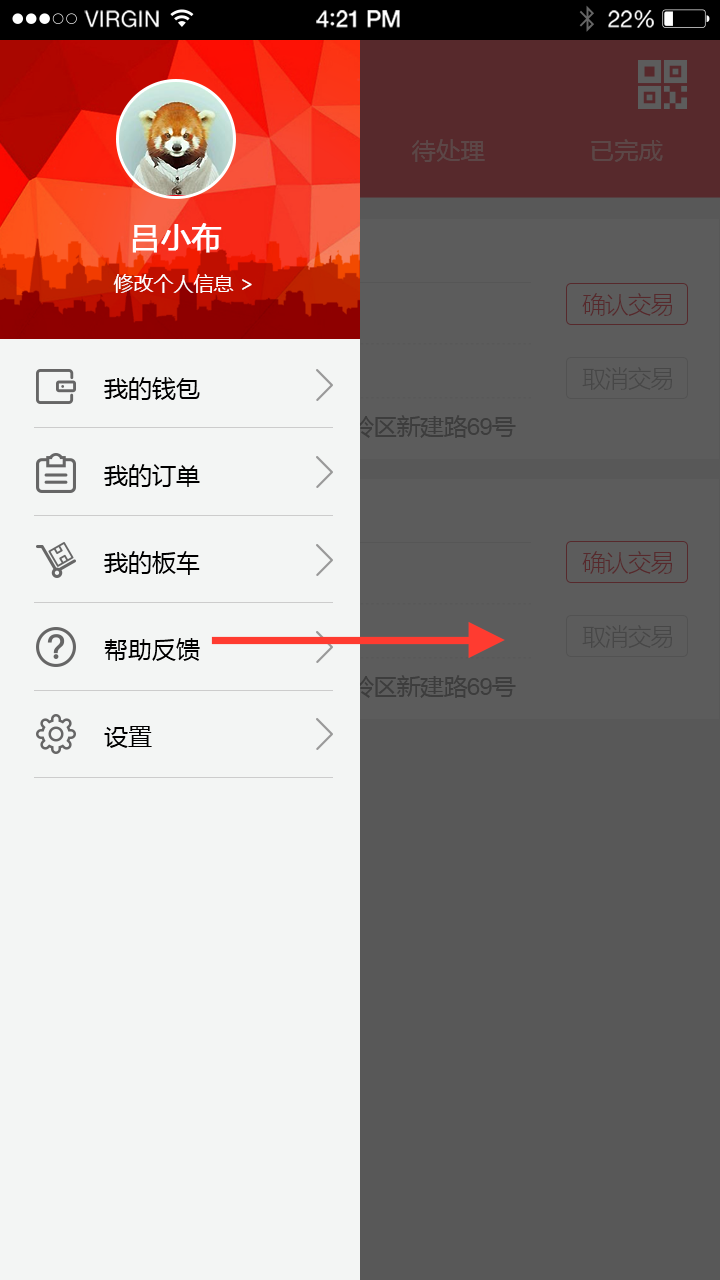 VIRGIN 4:21 PM 22%
待处理 已完成
吕小布
修改个人信息 >
我的钱包
我的订单
我的板车
帮助反馈
设置
确认交易
取消交易
岭区新建路69号
确认交易
取消交易
岭区新建路69号